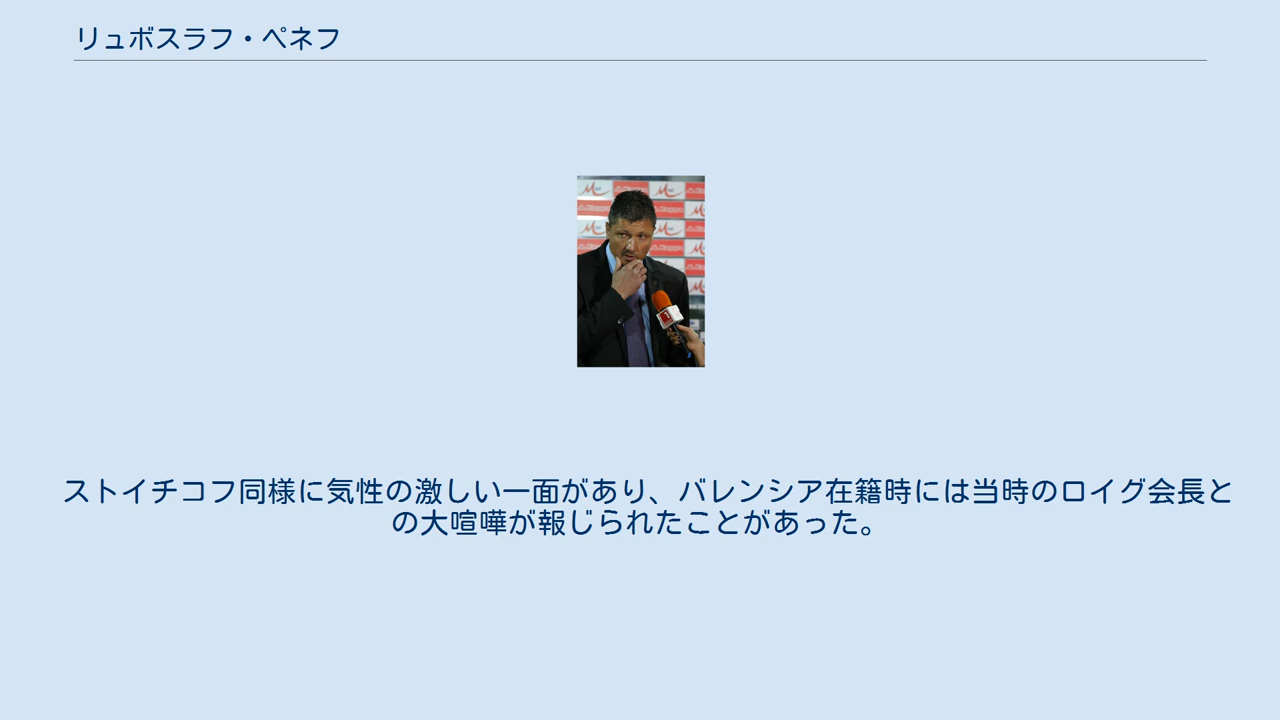 リュボスラフ・ペネフ
ストイチコフ同様に気性の激しい一面があり、バレンシア在籍時には当時のロイグ会長と
の大喧嘩が報じられたことがあった。